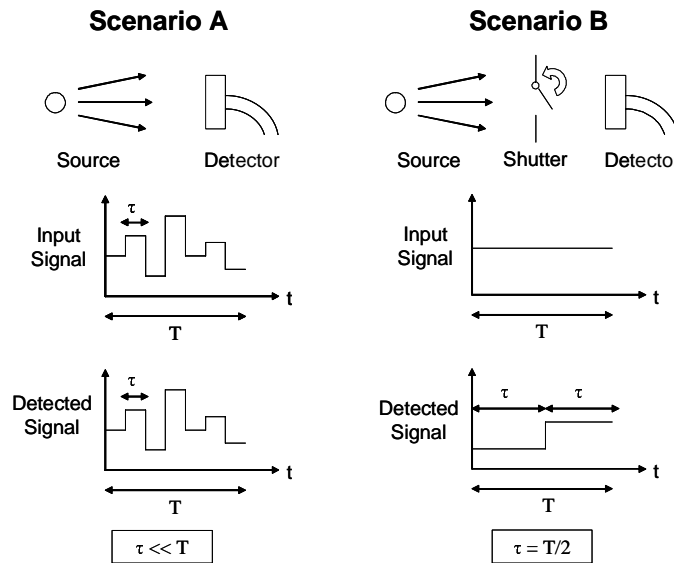 Scenario A
Source
Detector
Input
Signal
τ
t
T
Detected
Signal
τ
t
T
τ << T
Scenario B
Source
Shutter
Detecto
Input
Signal
t
T
Detected
Signal
τ
τ
t
T
τ = T/2